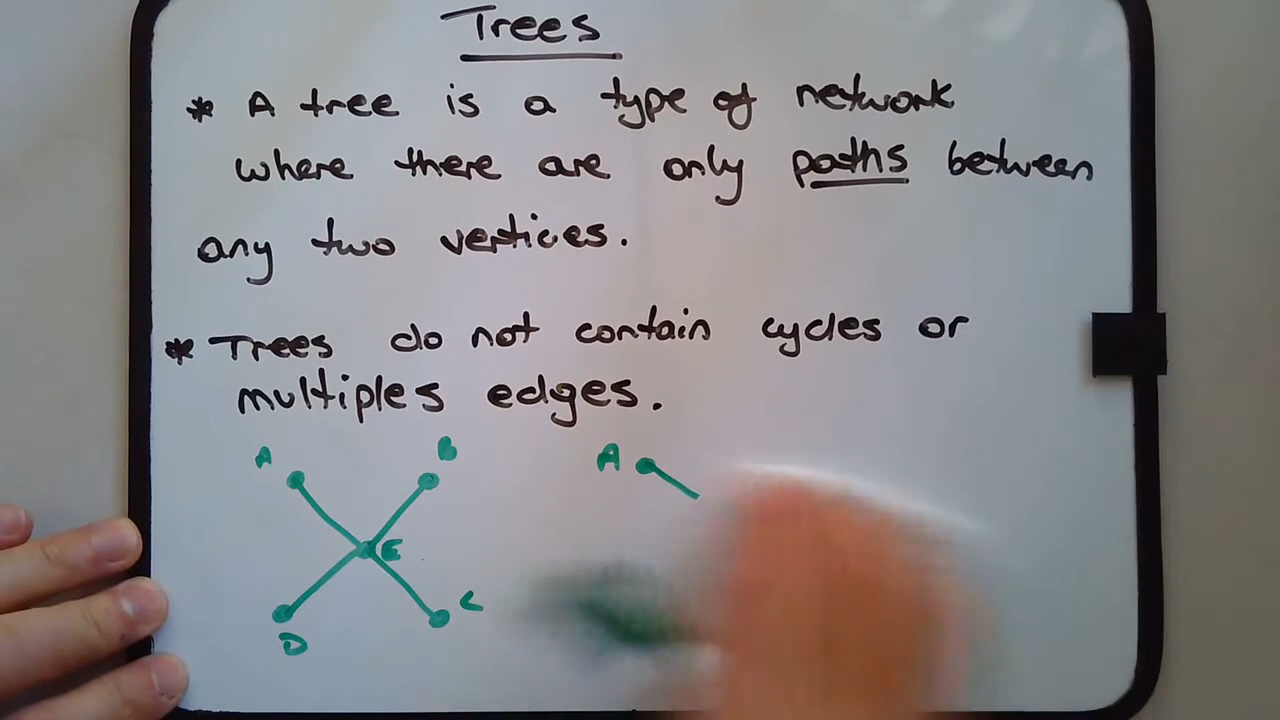 Trees
* A tree is a type of network
where there are only paths between
any two vertices.
* Trees do not contain cycles or
multiples edges.
A B A
E
D C